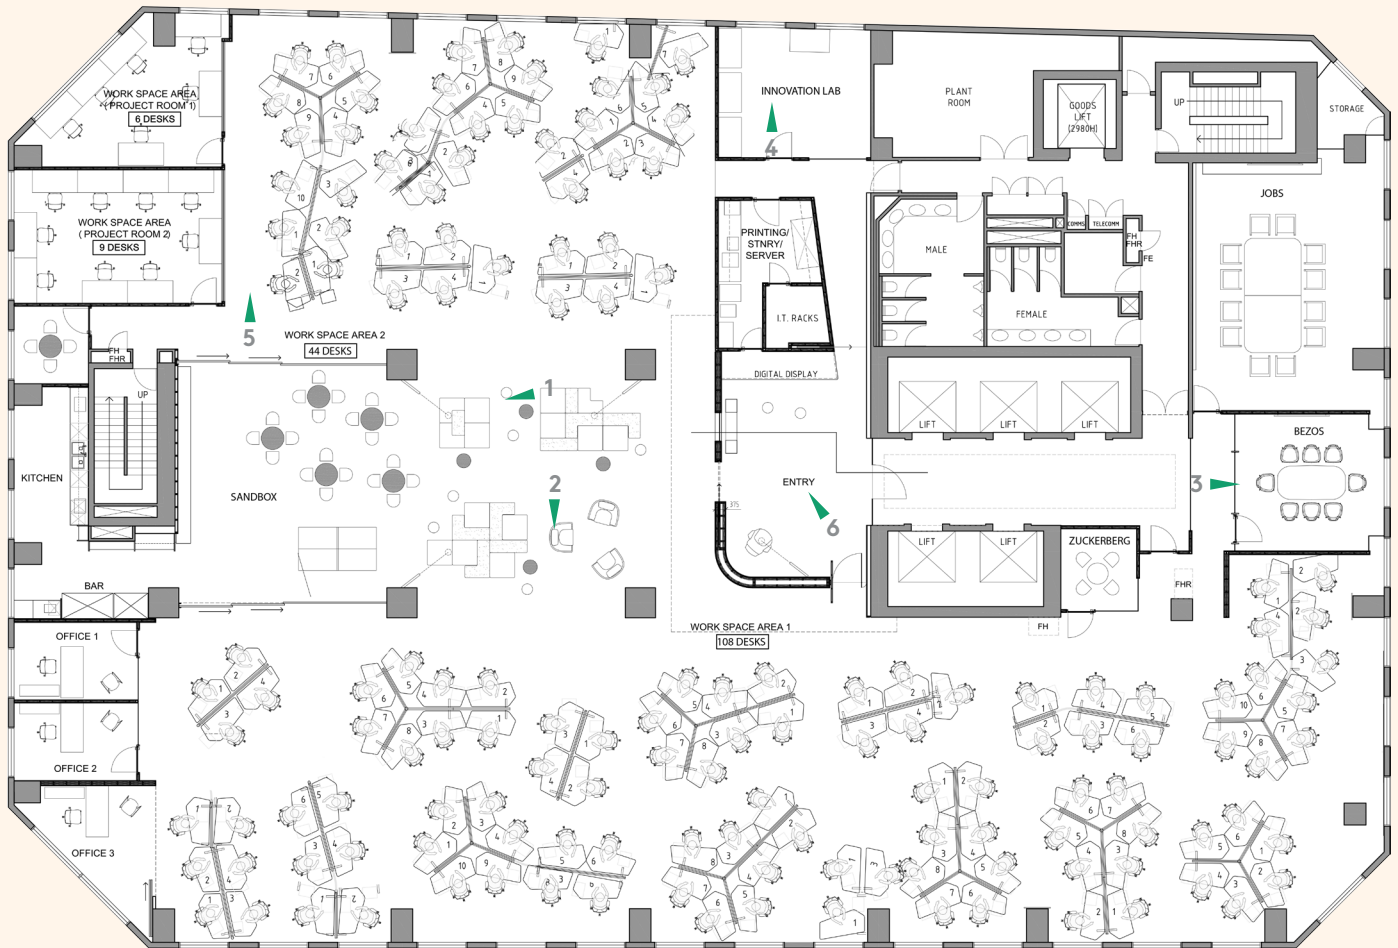 WORK SPACE AREA
( PROJECT ROOM 1)
6 DESKS
WORK SPACE AREA
( PROJECT ROOM 2)
9 DESKS
INNOVATION LAB
4
PLANT
ROOM
GOODS
LIFT
(2980H)
UP
STORAGE
JOBS
PRINTING/
STNRY/
SERVER
I.T. RACKS
MALE
FEMALE
COMMS
TELECOMM
FH
FHR
FE
5
WORK SPACE AREA 2
44 DESKS
FH
FHR
UP
KITCHEN
SANDBOX
BAR
1
2
DIGITAL DISPLAY
ENTRY
6
375
LIFT
LIFT
LIFT
LIFT
LIFT
3
BEZOS
ZUCKERBERG
FHR
FH
WORK SPACE AREA 1
108 DESKS
OFFICE 1
OFFICE 2
OFFICE 3